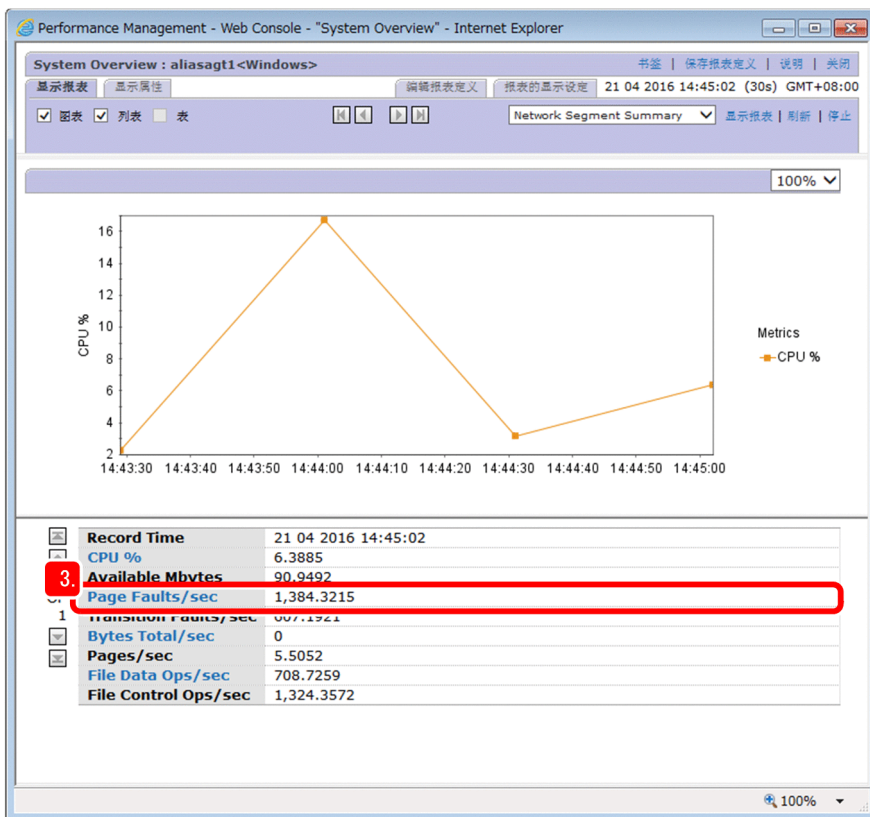 Performance Management - Web Console - "System Overview" - Internet Explorer
System Overview : aliasagt1<Windows> 书签 | 保存报表定义 | 说明 | 关闭
显示报表 显示属性 编辑报表定义 报表的显示设定 21 04 2016 14:45:02 (30s) GMT+08:00
图表 列表 表 Network Segment Summary 显示报表 | 刷新 | 停止
100%
16
14
12
10
8
6
4
2
CPU %
14:43:30 14:43:40 14:43:50 14:44:00 14:44:10 14:44:20 14:44:30 14:44:40 14:44:50 14:45:00
Metrics
CPU %
Record Time 21 04 2016 14:45:02
CPU % 6.3885
Available Mbytes 90.9492
3.
Page Faults/sec 1,384.3215
1 Transition Faults/sec 607.1921
Bytes Total/sec 0
Pages/sec 5.5052
File Data Ops/sec 708.7259
File Control Ops/sec 1,324.3572
100%